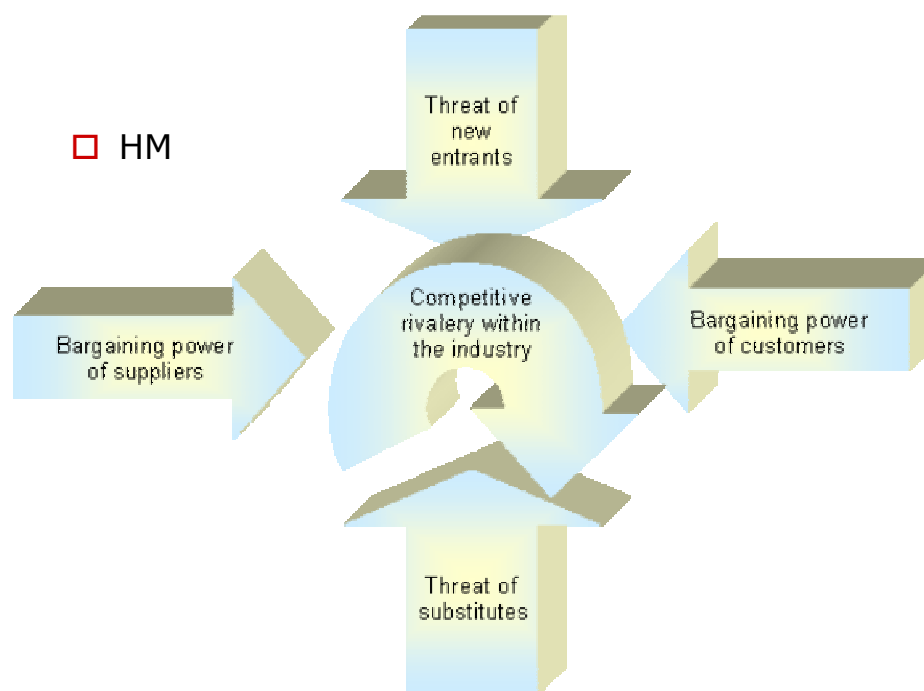 Threat of
new
entrants
HM
Competitive
rivalery within
the industry
Bargaining power
of suppliers
Bargaining power
of customers
Threat of
substitutes